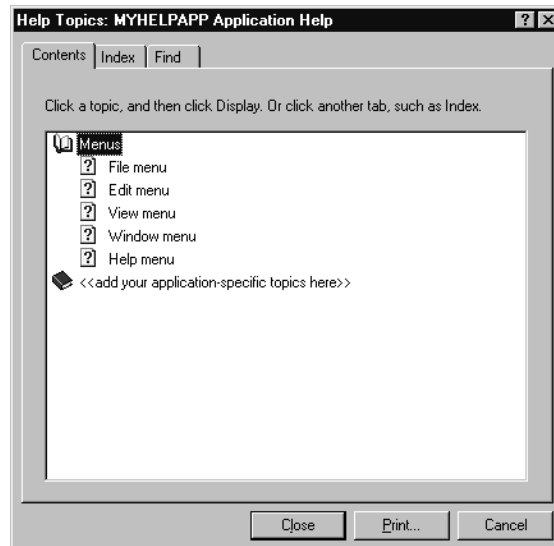 Help Topics: MYHELPAPP Application Help
Contents Index Find
Click a topic, and then click Display. Or click another tab, such as Index.
Menus
? File menu
? Edit menu
? View menu
? Window menu
? Help menu
<<add your application-specific topics here>>
Close Print... Cancel